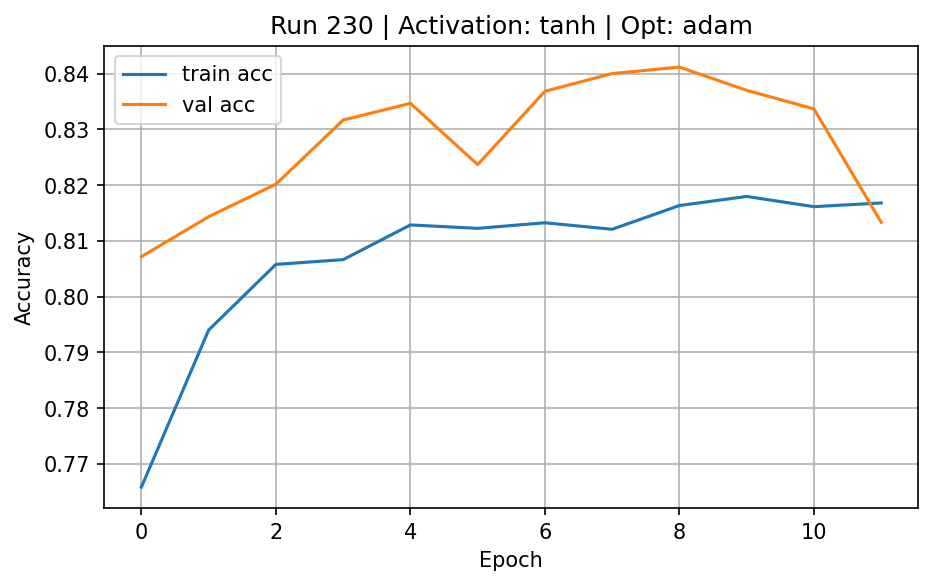 Run 230 | Activation: tanh | Opt: adam
train acc
val acc
0.84
0.83
0.82
0.81
0.80
0.79
0.78
0.77
Accuracy
0 2 4 6 8 10
Epoch